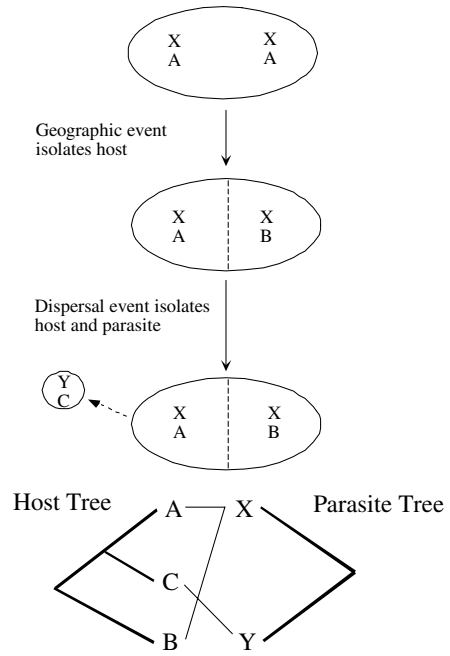 X X
A A
Geographic event
isolates host
X X
A B
Dispersal event isolates
host and parasite
Y
C
X X
A B
Host Tree Parasite Tree
A X
C
B Y